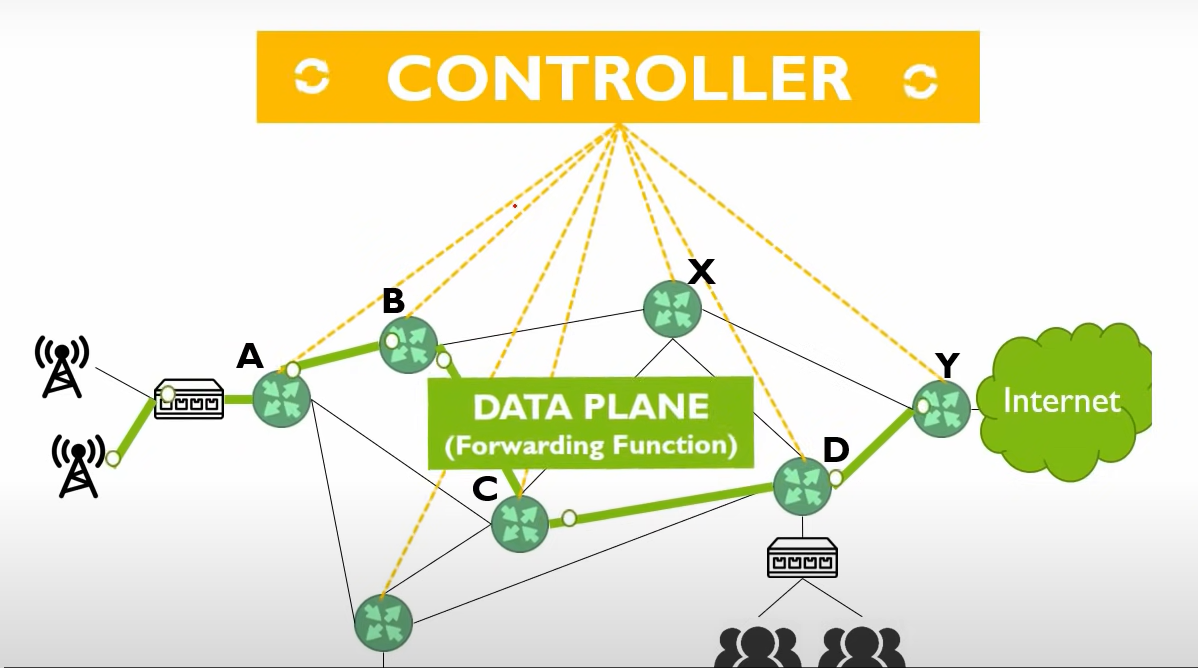 CONTROLLER
X
B
A
Y
Internet
DATA PLANE
(Forwarding Function)
D
C